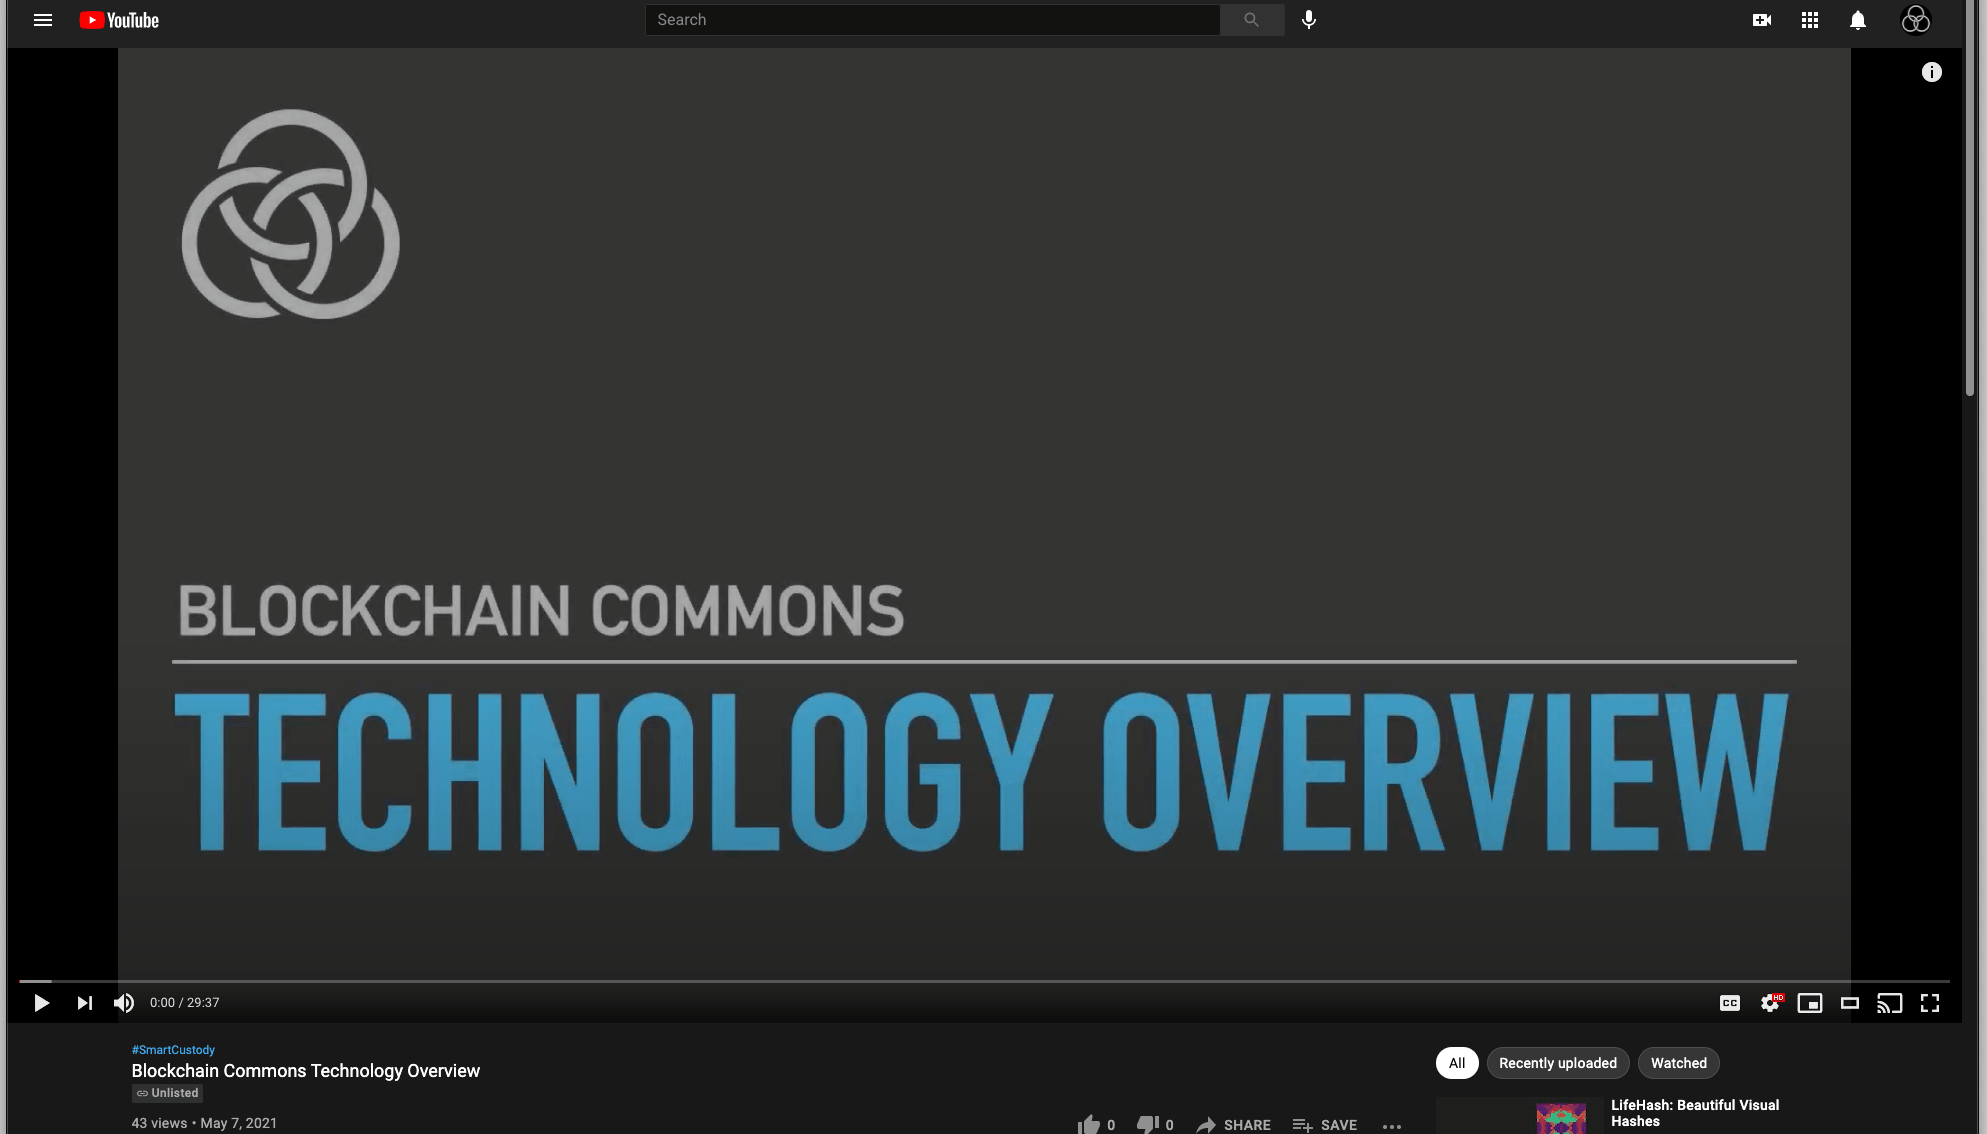 YouTube
Search
BLOCKCHAIN COMMONS
TECHNOLOGY OVERVIEW
0:00 / 29:37
CC
HD
#SmartCustody
Blockchain Commons Technology Overview
Unlisted
43 views • May 7, 2021
0
0
SHARE
SAVE
All
Recently uploaded
Watched
LifeHash: Beautiful Visual
Hashes